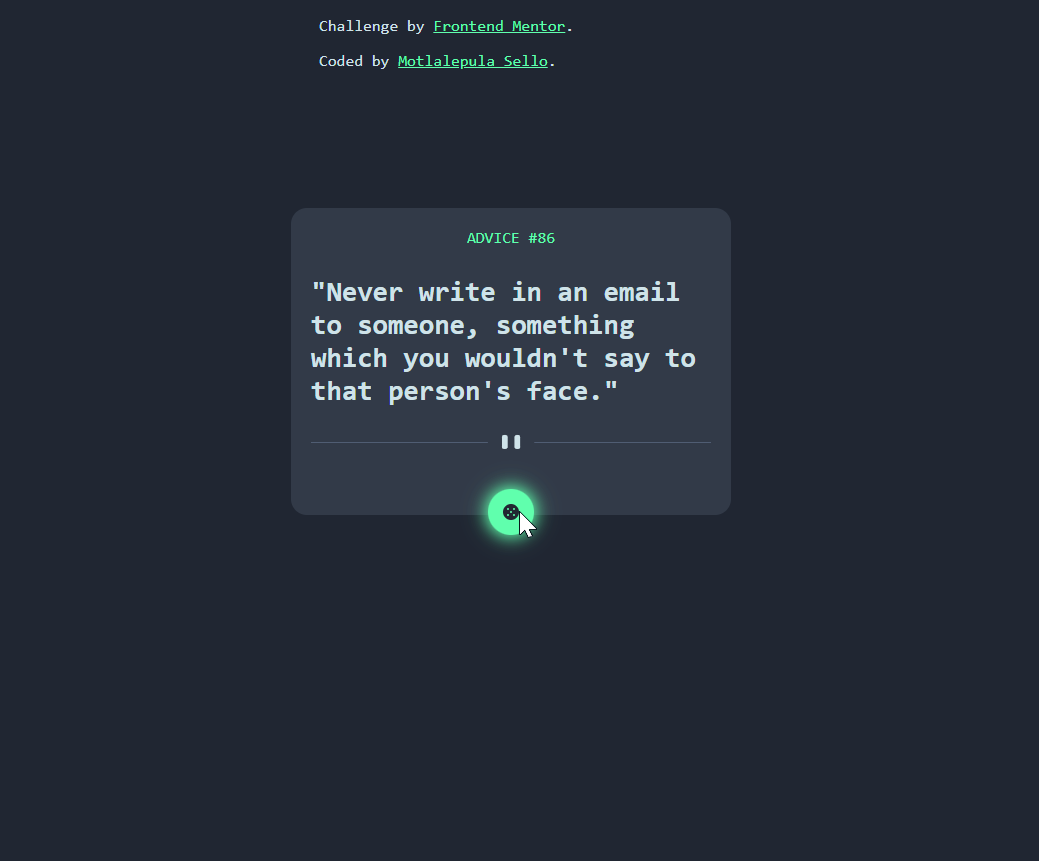 Challenge by Frontend Mentor.
Coded by Motlalepula Sello.
ADVICE #86
"Never write in an email
to someone, something
which you wouldn't say to
that person's face."